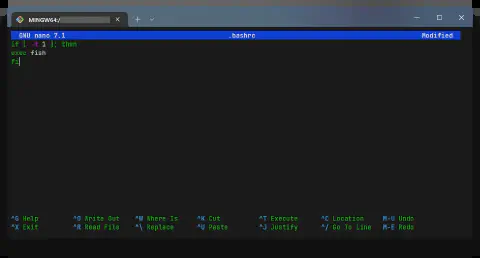 MINGW64:/
GNU nano 7.1 .bashrc Modified
if [ -t 1 ]; then
exec fish
fi
^G Help ^O Write Out ^W Where Is ^K Cut ^T Execute ^C Location M-U Undo
^X Exit ^R Read File ^\ Replace ^U Paste ^J Justify ^/ Go To Line M-E Redo